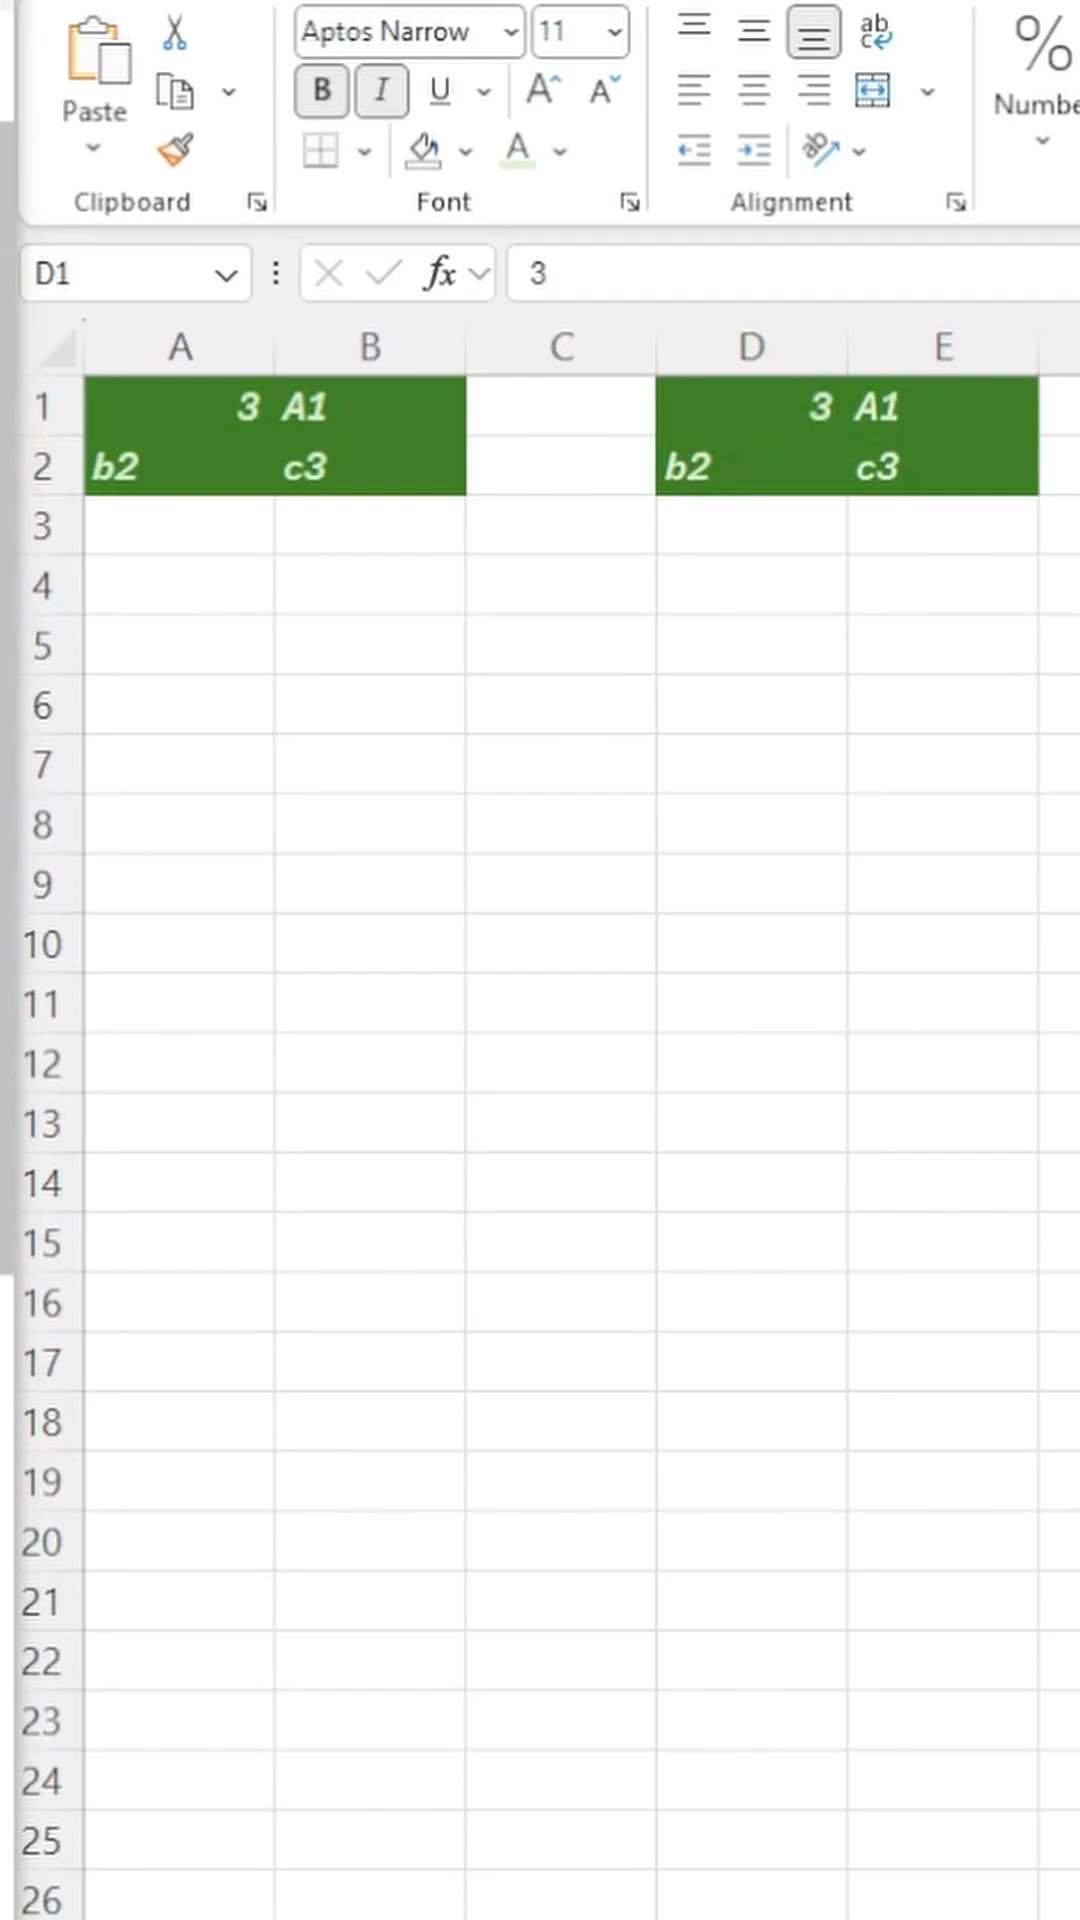 Aptos Narrow 11 ab
c
B I U A A %
Paste Numbe
A ab
Clipboard Font Alignment
D1 fx 3
A B C D E
1 3 A1 3 A1
2 b2 c3 b2 c3
3
4
5
6
7
8
9
10
11
12
13
14
15
16
17
18
19
20
21
22
23
24
25
26